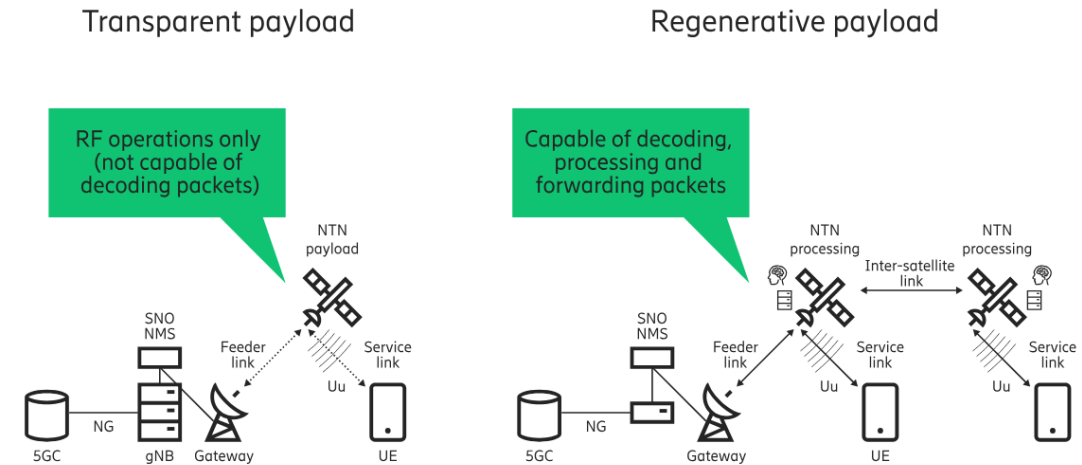 Transparent payload
RF operations only
(not capable of
decoding packets)
NTN
payload
SNO
NMS
Feeder
link
Service
link
Uu
NG
5GC
gNB
Gateway
UE
Regenerative payload
Capable of decoding,
processing and
forwarding packets
NTN
processing
NTN
processing
Inter-satellite
link
SNO
NMS
Feeder
link
Service
link
Service
link
Uu
Uu
NG
5GC
Gateway
UE